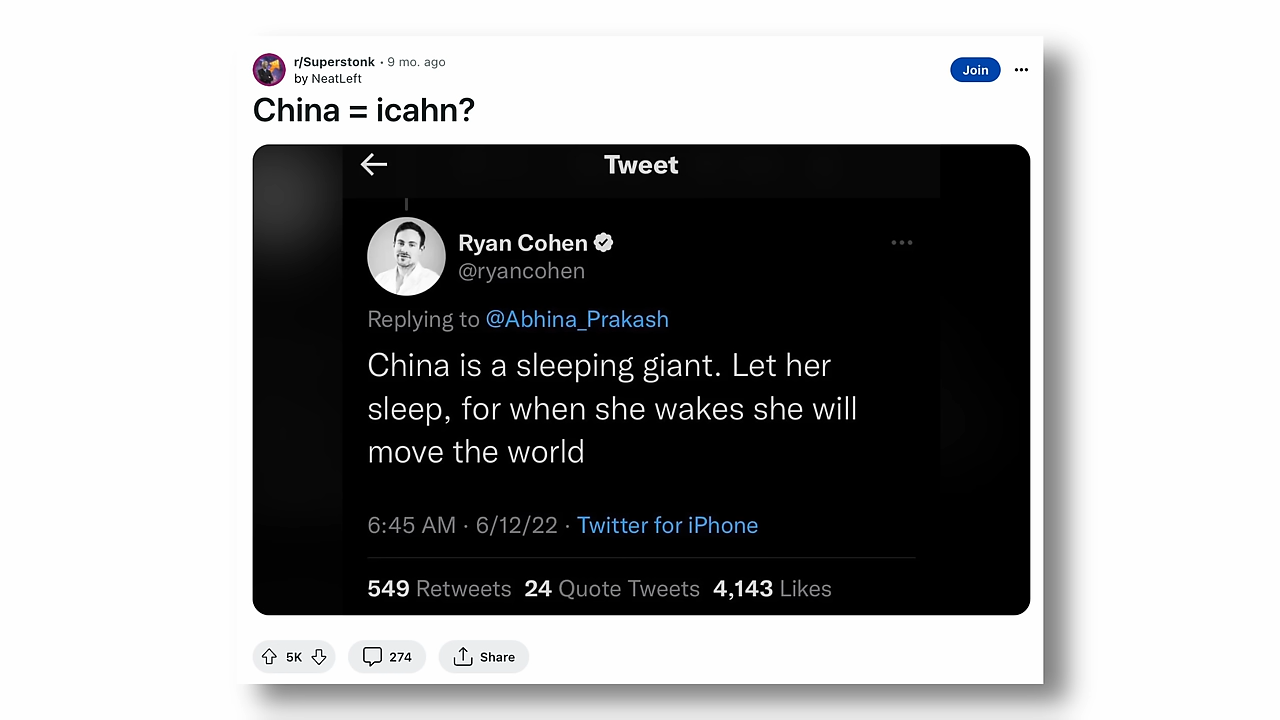 r/Superstonk · 9 mo. ago
by NeatLeft
Join
China = icahn?
Tweet
Ryan Cohen
@ryancohen
Replying to @Abhina_Prakash
China is a sleeping giant. Let her
sleep, for when she wakes she will
move the world
6:45 AM · 6/12/22 · Twitter for iPhone
549 Retweets 24 Quote Tweets 4,143 Likes
5K
274
Share